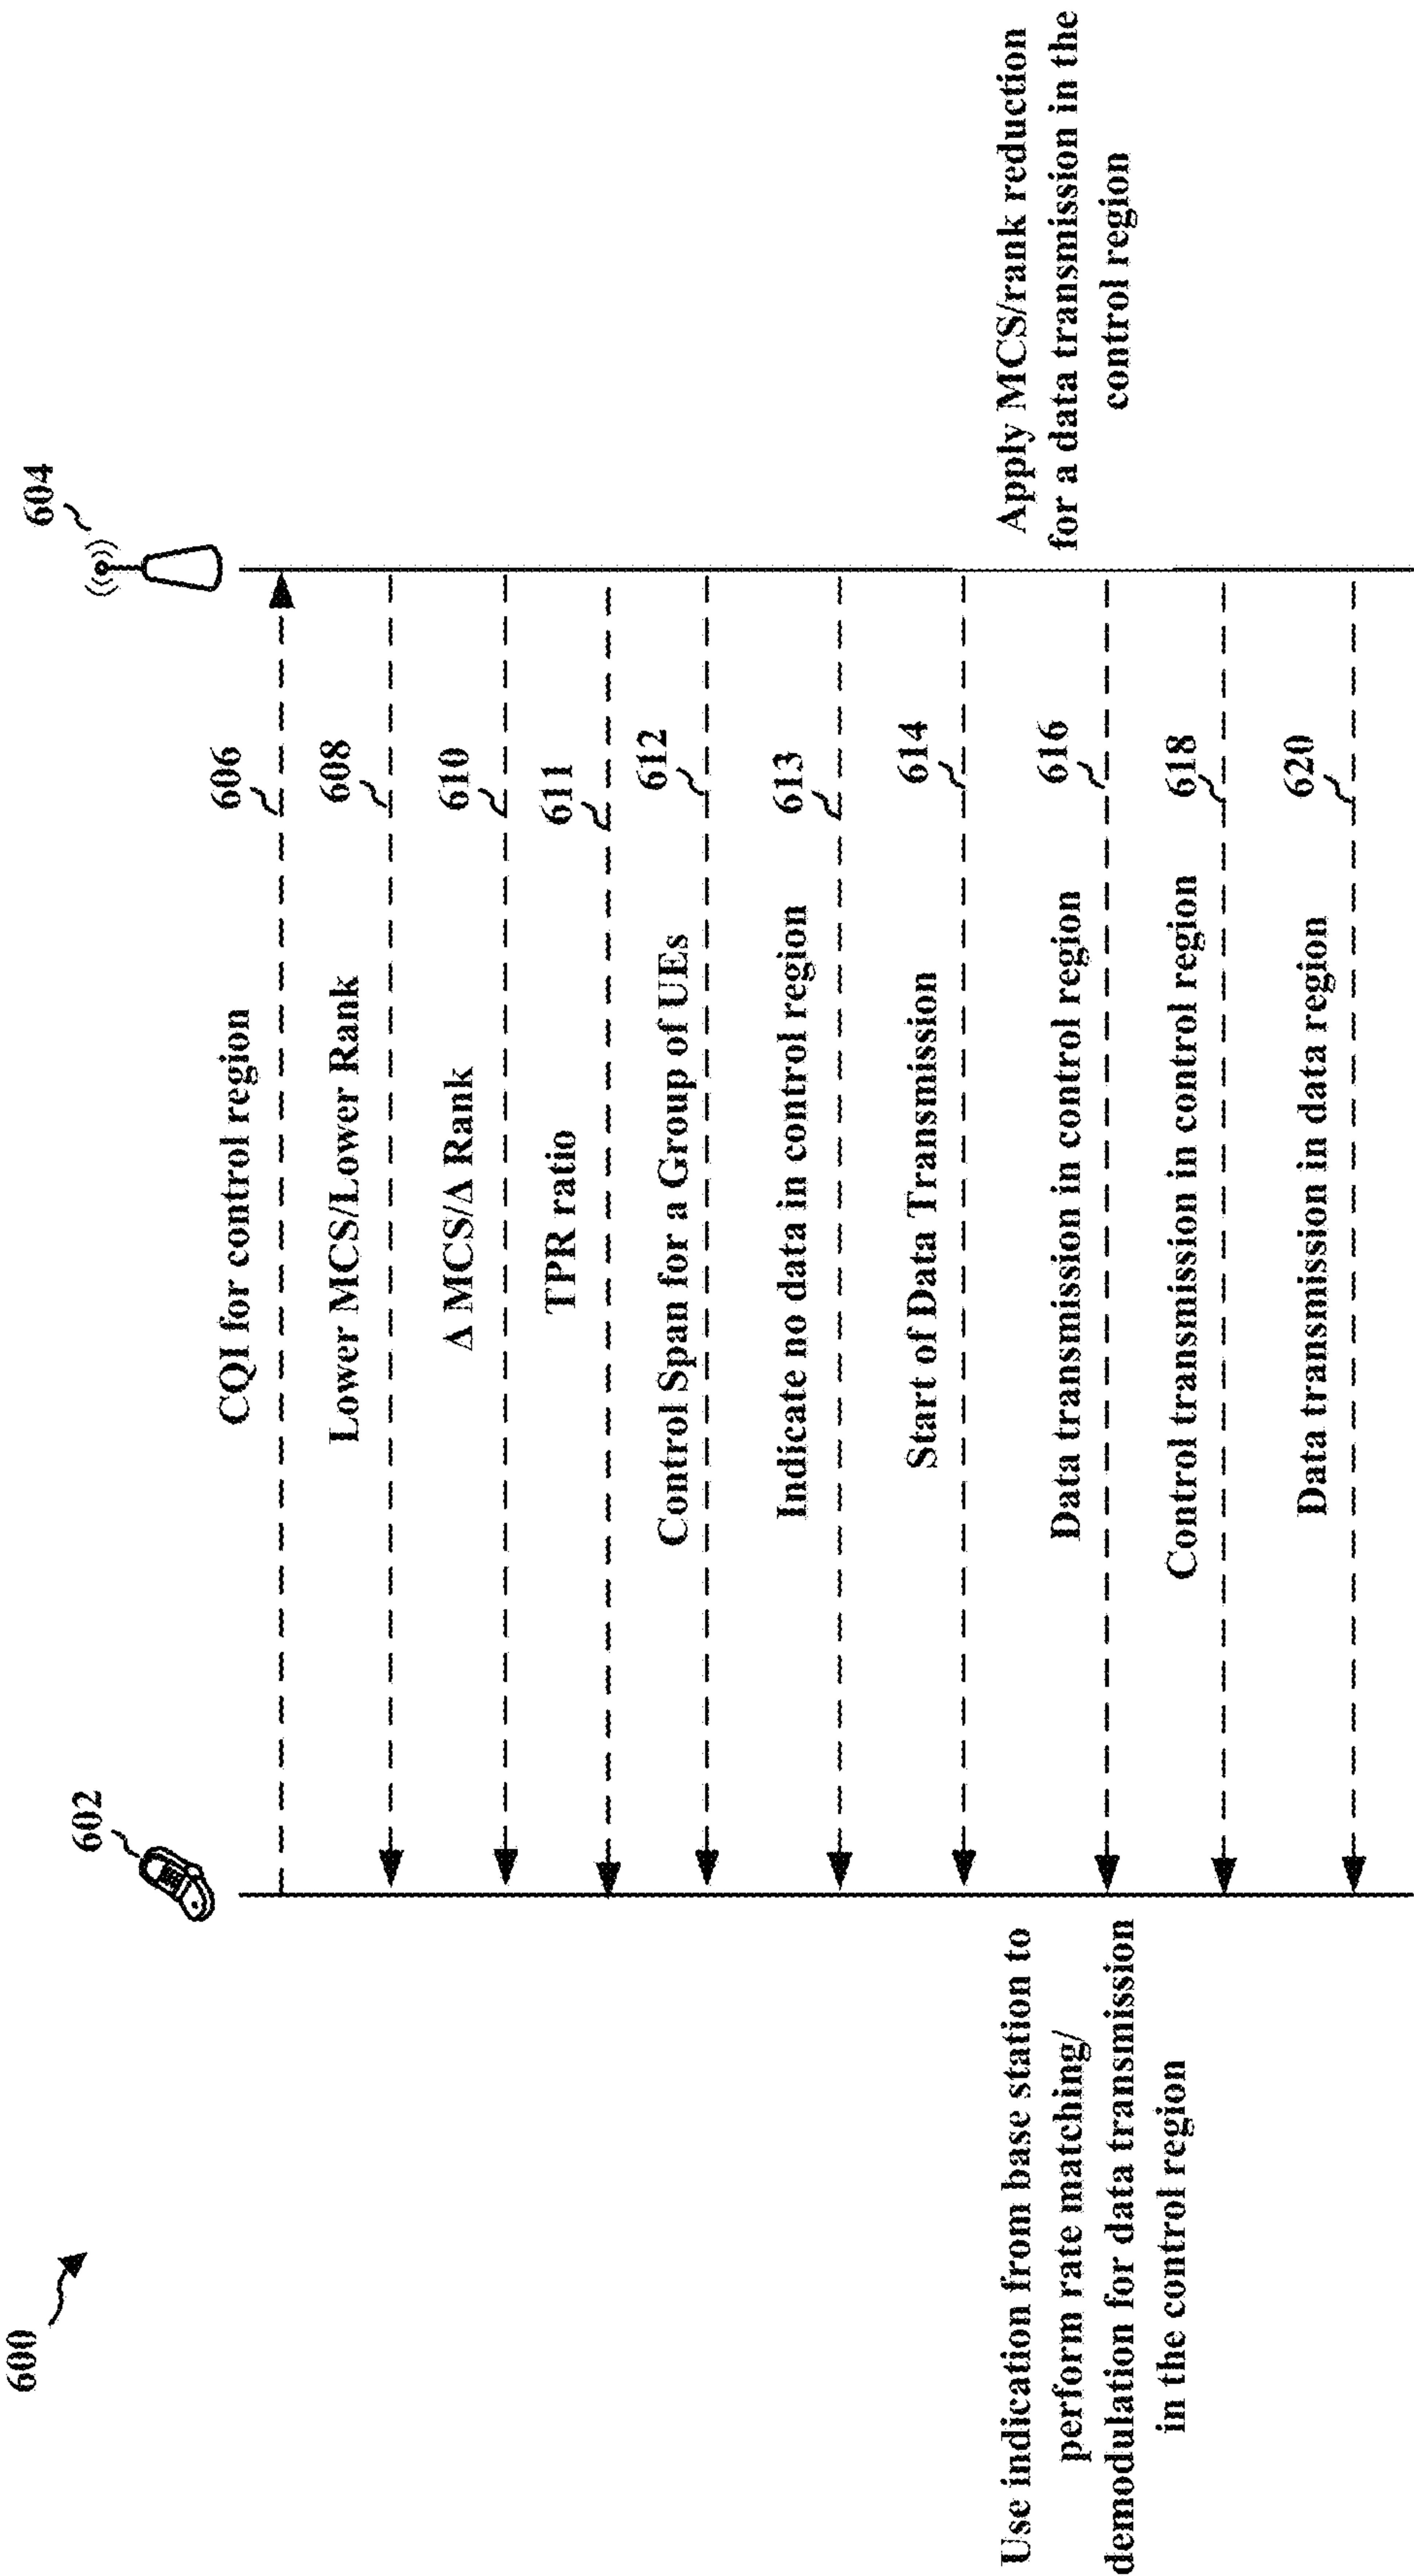 600
602
604
CQI for control region
606
Lower MCS/Lower Rank
608
Δ MCS/Δ Rank
610
TPR ratio
611
Control Span for a Group of UEs
612
Indicate no data in control region
613
Start of Data Transmission
614
Use indication from base station to
perform rate matching/
demodulation for data transmission
in the control region
Data transmission in control region
616
Apply MCS/rank reduction
for a data transmission in the
control region
Control transmission in control region
618
Data transmission in data region
620